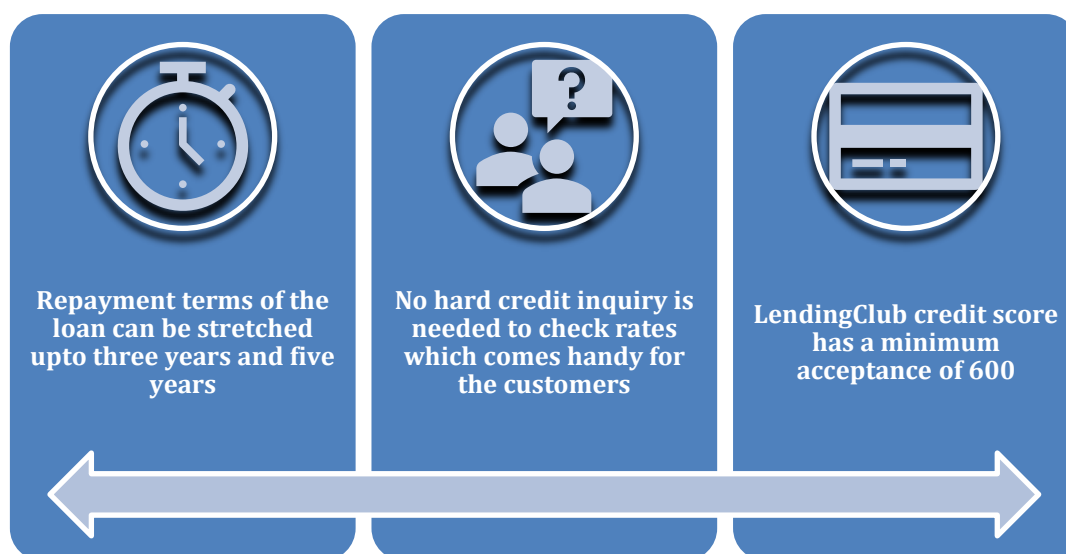 Repayment terms of the
loan can be stretched
upto three years and five
years
No hard credit inquiry is
needed to check rates
which comes handy for
the customers
LendingClub credit score
has a minimum
acceptance of 600
?